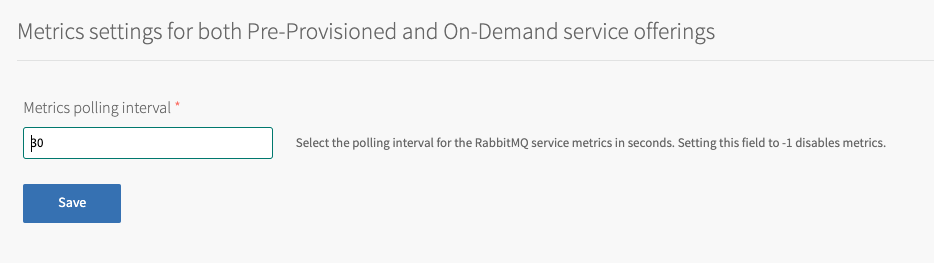 Metrics settings for both Pre-Provisioned and On-Demand service offerings
Metrics polling interval *
30
Select the polling interval for the RabbitMQ service metrics in seconds. Setting this field to -1 disables metrics.
Save